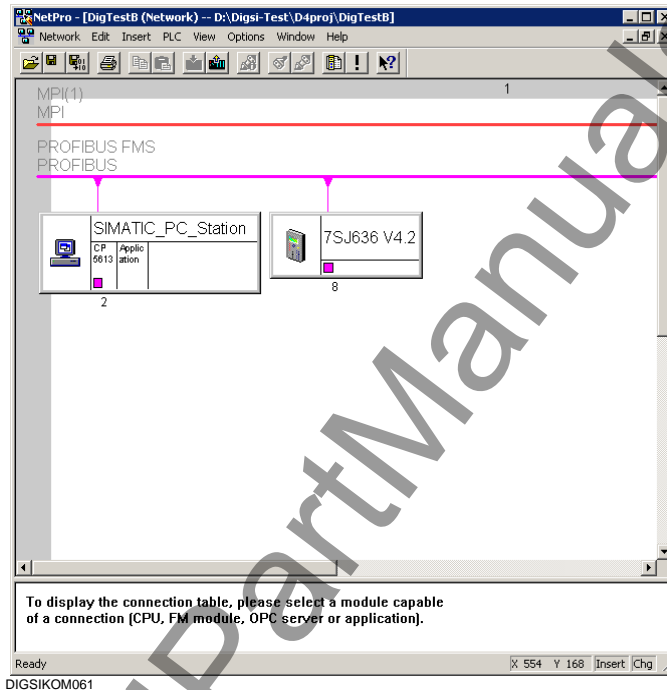 NetPro - [DigTestB (Network) -- D:\Digsi-Test\D4proj\DigTestB]
Network Edit Insert PLC View Options Window Help
1
MPI(1)
MPI
PROFIBUS FMS
PROFIBUS
SIMATIC_PC_Station
CP Applic
5613 ation
2
7SJ636 V4.2
8
To display the connection table, please select a module capable
of a connection (CPU, FM module, OPC server or application).
Ready X 554 Y 168 Insert Chg
DIGSIKOM061
PartManual